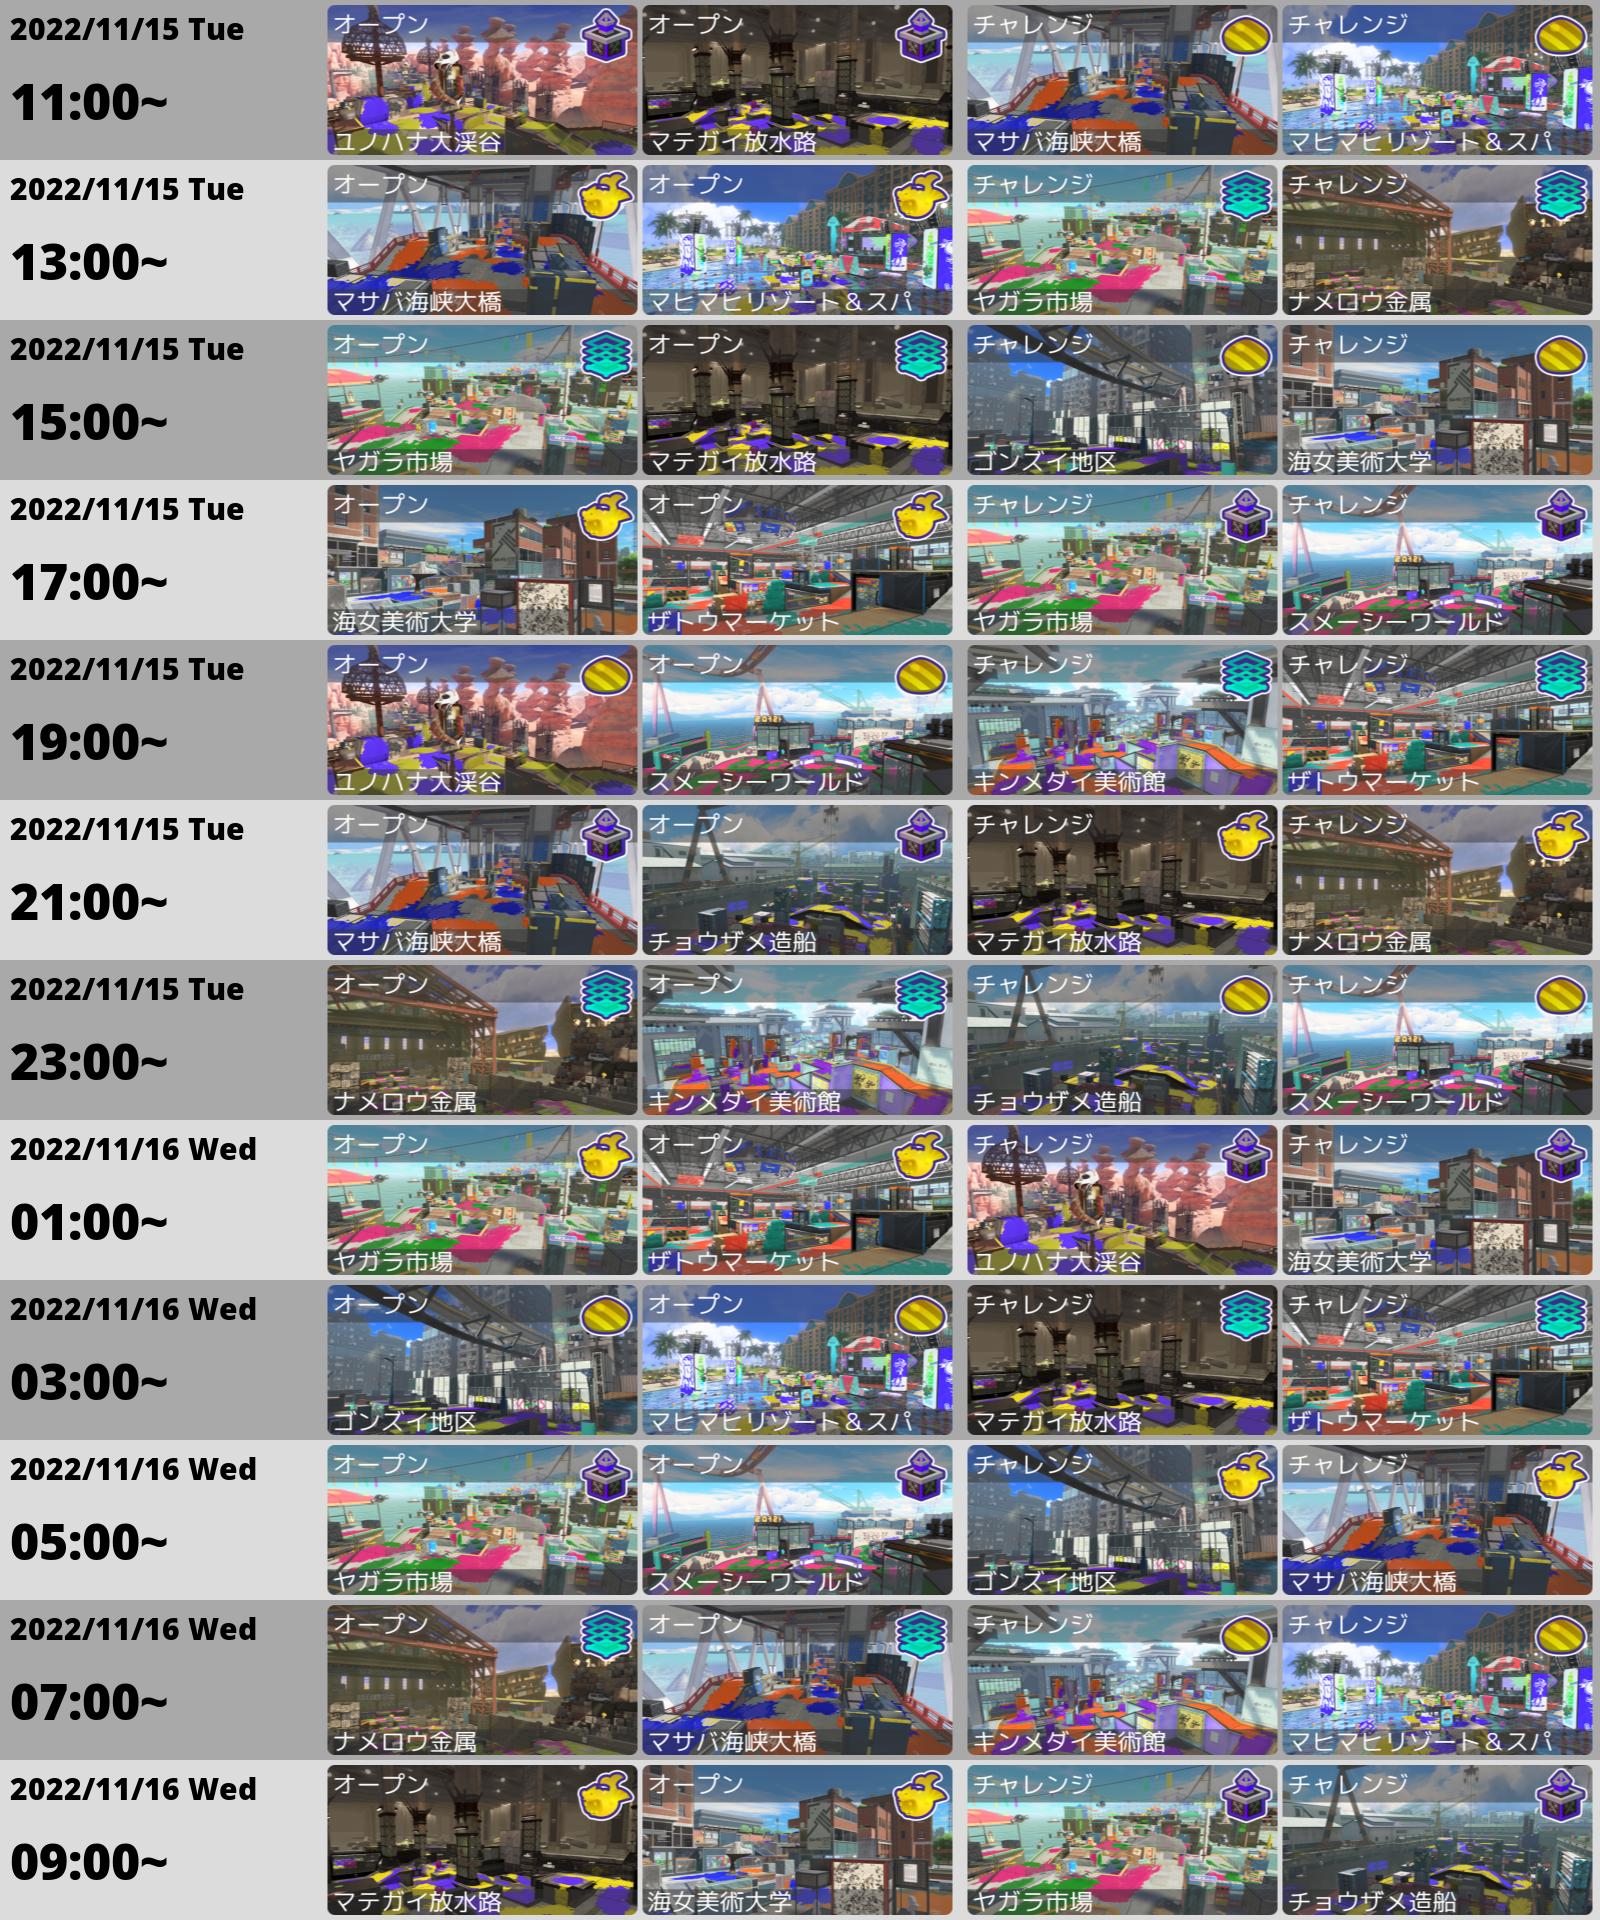 2022/11/15 Tue
11:00~
オープン
ユノハナ大渓谷
オープン
マテガイ放水路
チャレンジ
マサバ海峡大橋
チャレンジ
マヒマヒリゾート＆スパ
2022/11/15 Tue
13:00~
オープン
マサバ海峡大橋
オープン
マヒマヒリゾート＆スパ
チャレンジ
ヤガラ市場
チャレンジ
ナメロウ金属
2022/11/15 Tue
15:00~
オープン
ヤガラ市場
オープン
マテガイ放水路
チャレンジ
ゴンズイ地区
チャレンジ
海女美術大学
2022/11/15 Tue
17:00~
オープン
海女美術大学
オープン
ザトウマーケット
チャレンジ
ヤガラ市場
チャレンジ
スメーシーワールド
2022/11/15 Tue
19:00~
オープン
ユノハナ大渓谷
オープン
スメーシーワールド
チャレンジ
キンメダイ美術館
チャレンジ
ザトウマーケット
2022/11/15 Tue
21:00~
オープン
マサバ海峡大橋
オープン
チョウザメ造船
チャレンジ
マテガイ放水路
チャレンジ
ナメロウ金属
2022/11/15 Tue
23:00~
オープン
ナメロウ金属
オープン
キンメダイ美術館
チャレンジ
チョウザメ造船
チャレンジ
スメーシーワールド
2022/11/16 Wed
01:00~
オープン
ヤガラ市場
オープン
ザトウマーケット
チャレンジ
ユノハナ大渓谷
チャレンジ
海女美術大学
2022/11/16 Wed
03:00~
オープン
ゴンズイ地区
オープン
マヒマヒリゾート＆スパ
チャレンジ
マテガイ放水路
チャレンジ
ザトウマーケット
2022/11/16 Wed
05:00~
オープン
ヤガラ市場
オープン
スメーシーワールド
チャレンジ
ゴンズイ地区
チャレンジ
マサバ海峡大橋
2022/11/16 Wed
07:00~
オープン
ナメロウ金属
オープン
マサバ海峡大橋
チャレンジ
キンメダイ美術館
チャレンジ
マヒマヒリゾート＆スパ
2022/11/16 Wed
09:00~
オープン
マテガイ放水路
オープン
海女美術大学
チャレンジ
ヤガラ市場
チャレンジ
チョウザメ造船